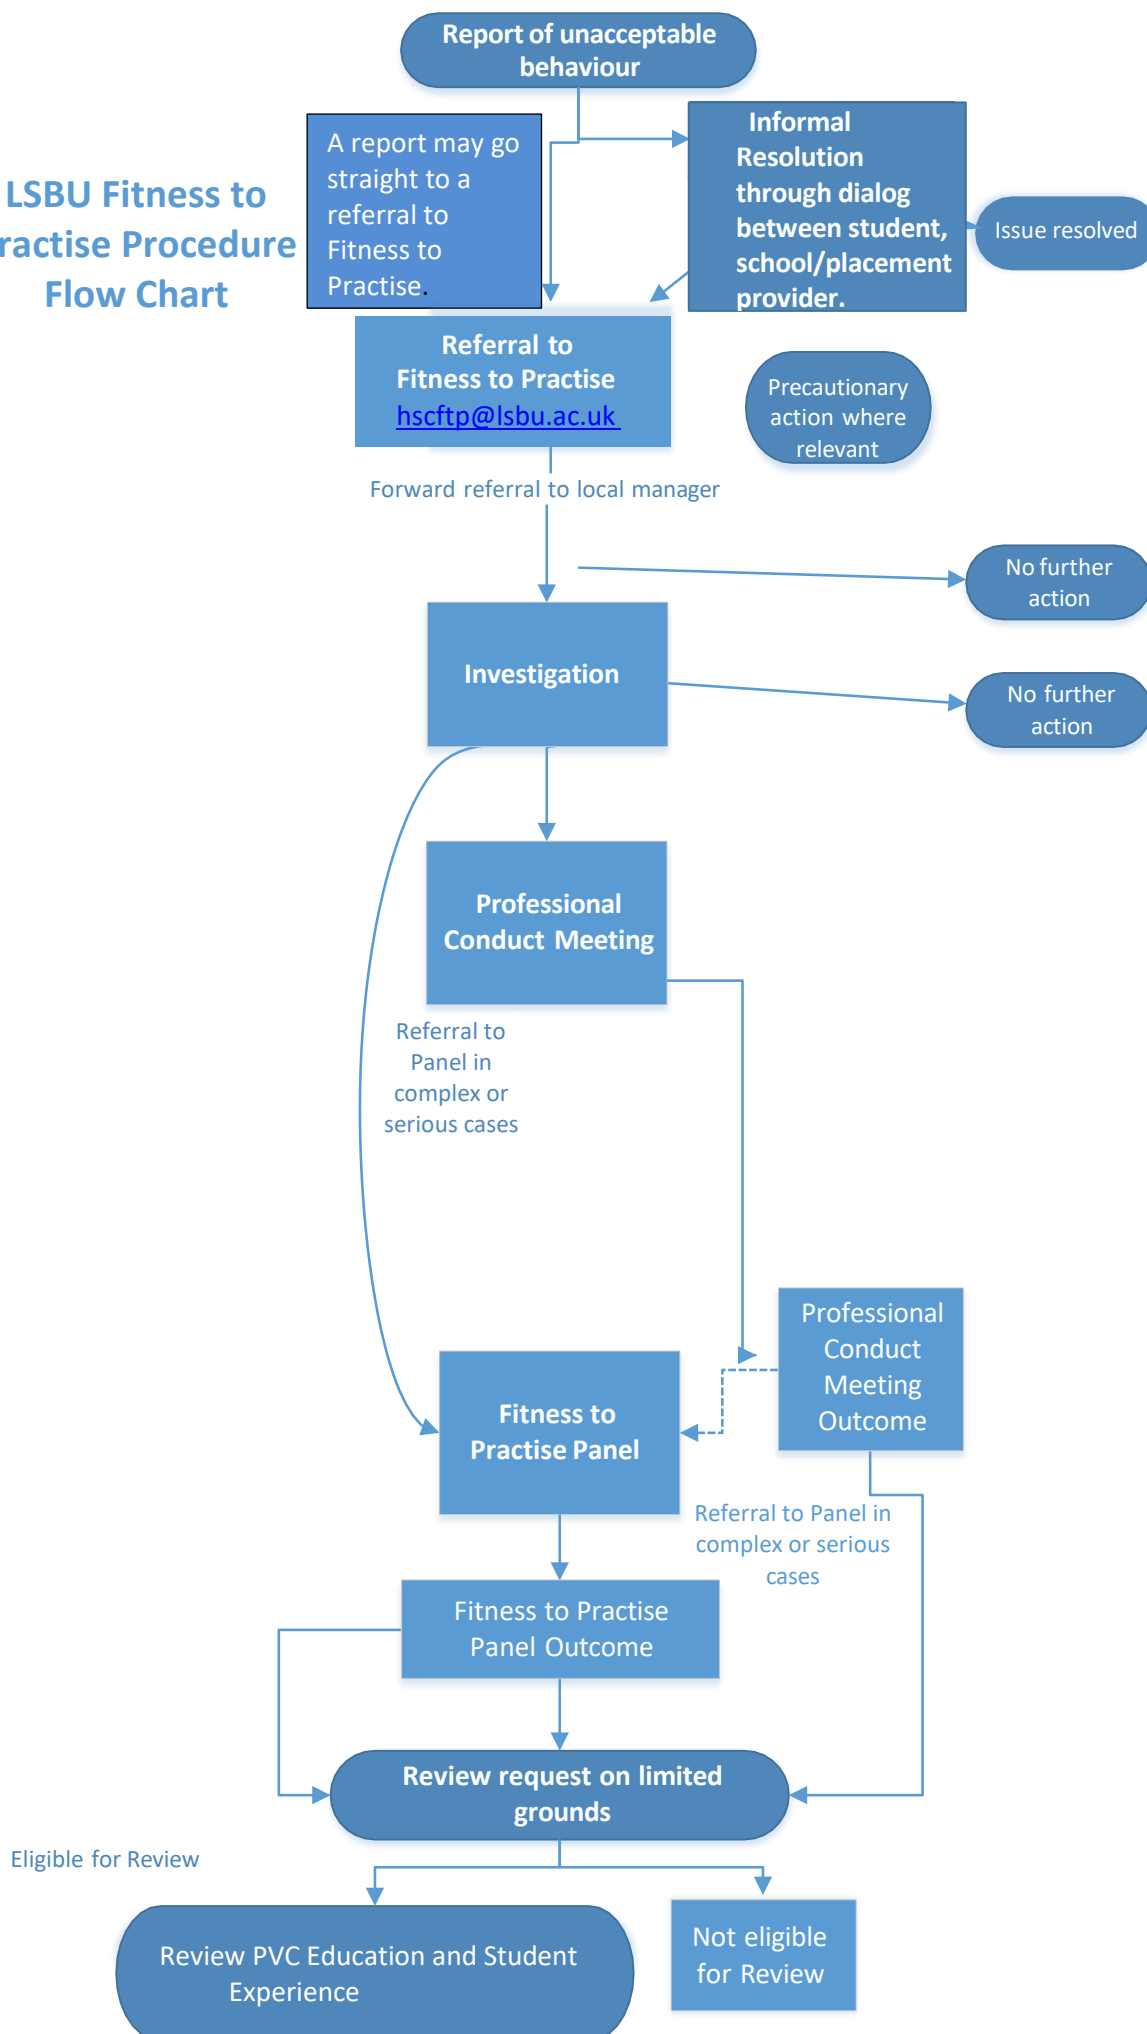 Report of unacceptable
behaviour
LSBU Fitness to
ractise Procedure
Flow Chart
A report may go
straight to a
referral to
Fitness to
Practise.
Informal
Resolution
through dialog
between student,
school/placement
provider.
Issue resolved
Referral to
Fitness to Practise
hscftp@lsbu.ac.uk
Precautionary
action where
relevant
Forward referral to local manager
No further
action
Investigation
No further
action
Professional
Conduct Meeting
Referral to
Panel in
complex or
serious cases
Professional
Conduct
Meeting
Outcome
Fitness to
Practise Panel
Referral to Panel in
complex or serious
cases
Fitness to Practise
Panel Outcome
Review request on limited
grounds
Eligible for Review
Review PVC Education and Student
Experience
Not eligible
for Review